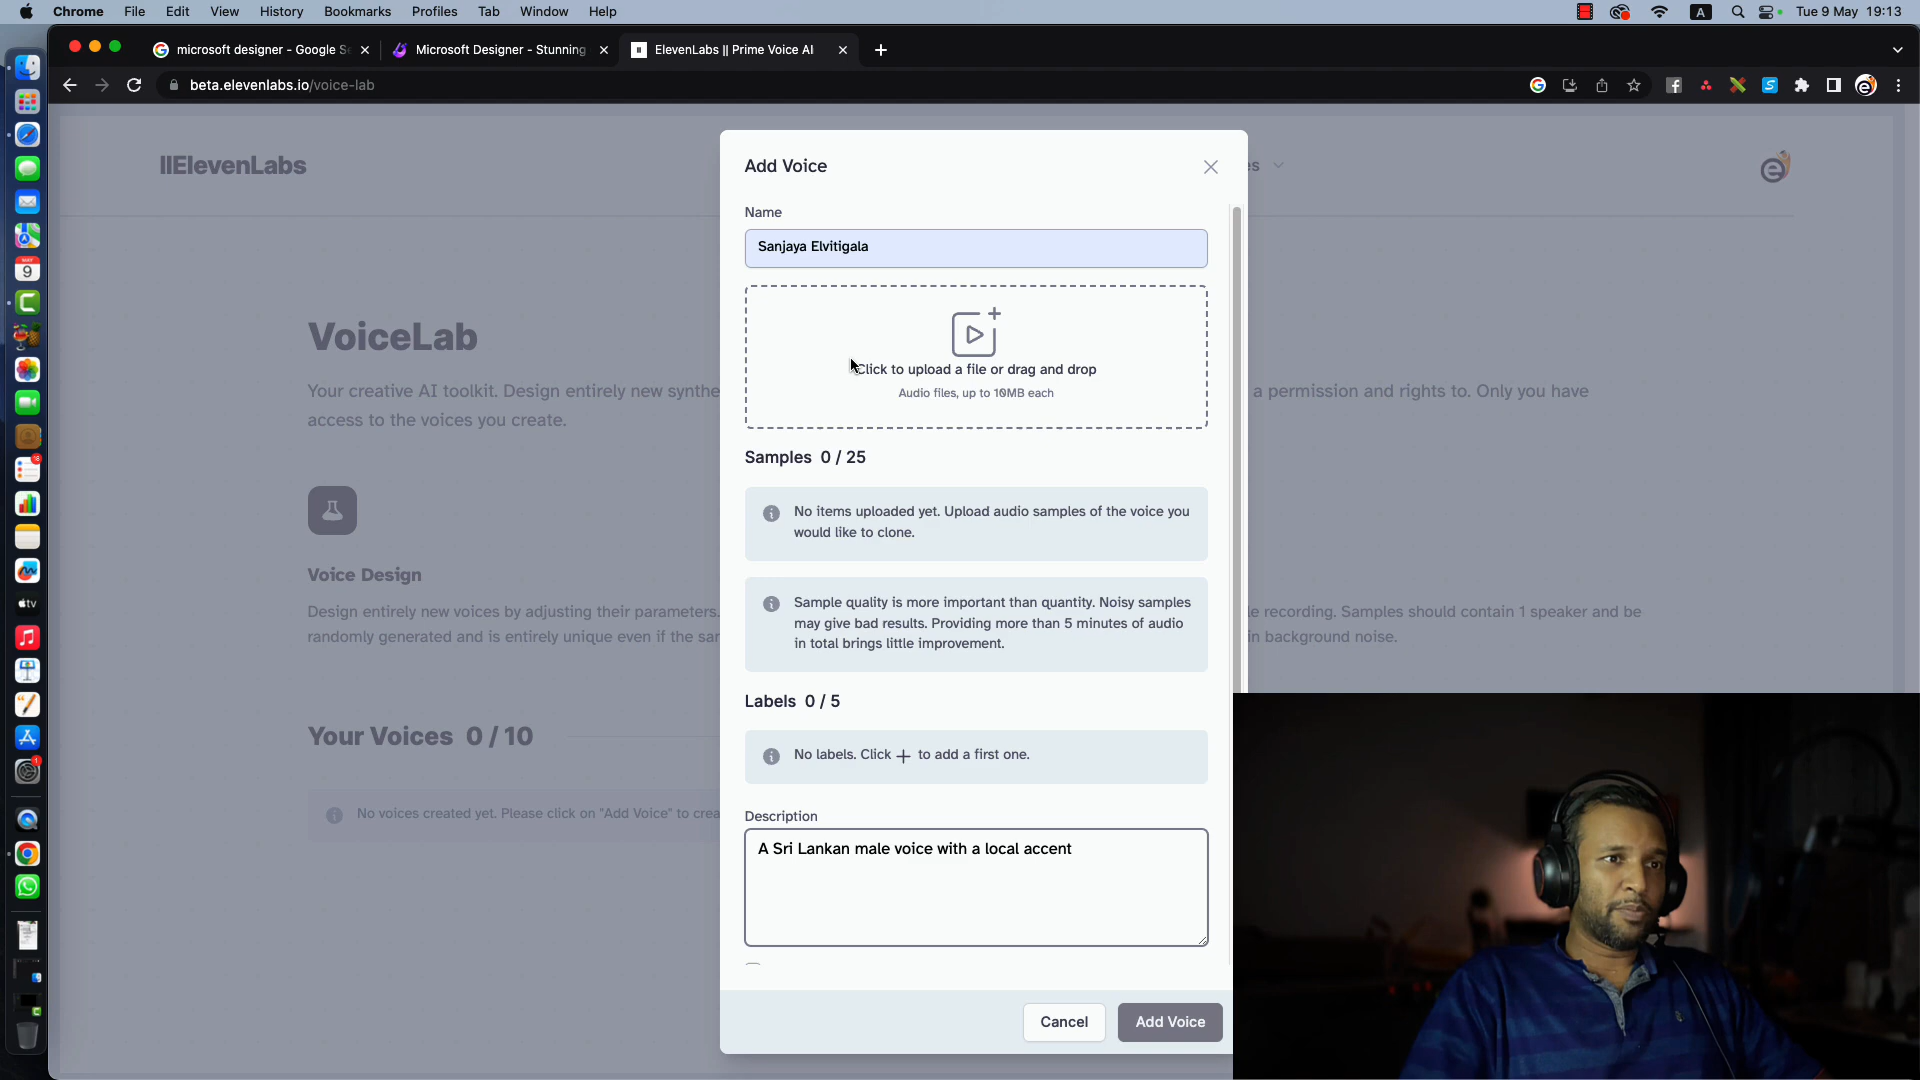 Chrome File Edit View History Bookmarks Profiles Tab Window Help
A Tue 9 May 19:13
microsoft designer - Google S
Microsoft Designer - Stunning
ElevenLabs || Prime Voice AI
beta.elevenlabs.io/voice-lab
IIElevenLabs
Add Voice
Name
Sanjaya Elvitigala
Click to upload a file or drag and drop
Audio files, up to 10MB each
Samples 0 / 25
No items uploaded yet. Upload audio samples of the voice you
would like to clone.
Sample quality is more important than quantity. Noisy samples
may give bad results. Providing more than 5 minutes of audio
in total brings little improvement.
Labels 0 / 5
No labels. Click + to add a first one.
Description
A Sri Lankan male voice with a local accent
Cancel
Add Voice
VoiceLab
Your creative AI toolkit. Design entirely new synthe
a permission and rights to. Only you have
access to the voices you create.
Voice Design
Design entirely new voices by adjusting their parameters.
recording. Samples should contain 1 speaker and be
randomly generated and is entirely unique even if the
background noise.
Your Voices 0 / 10
No voices created yet. Please click on "Add Voice" to